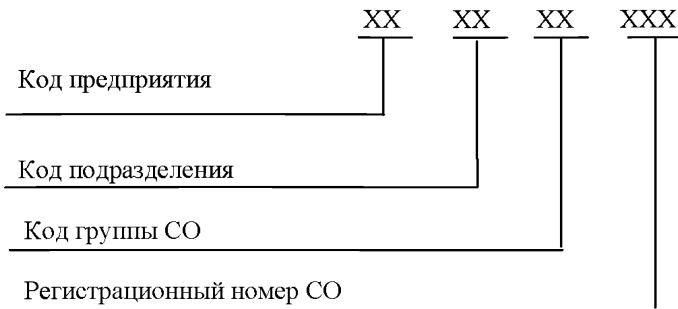 XX XX XX XXX
Код предприятия
Код подразделения
Код группы СО
Регистрационный номер СО